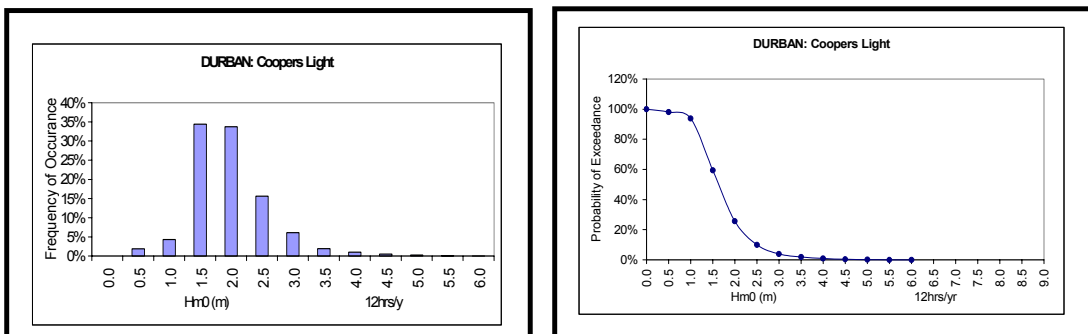 DURBAN: Coopers Light
Frequency of Occurance
40%
35%
30%
25%
20%
15%
10%
5%
0%
0.0 0.5 1.0 1.5 2.0 2.5 3.0 3.5 4.0 4.5 5.0 5.5 6.0
Hm0 (m) 12hrs/y
DURBAN: Coopers Light
Probability of Exceedance
120%
100%
80%
60%
40%
20%
0%
0.0 0.5 1.0 1.5 2.0 2.5 3.0 3.5 4.0 4.5 5.0 5.5 6.0 6.5 7.0 7.5 8.0 8.5 9.0
Hm0 (m) 12hrs/yr